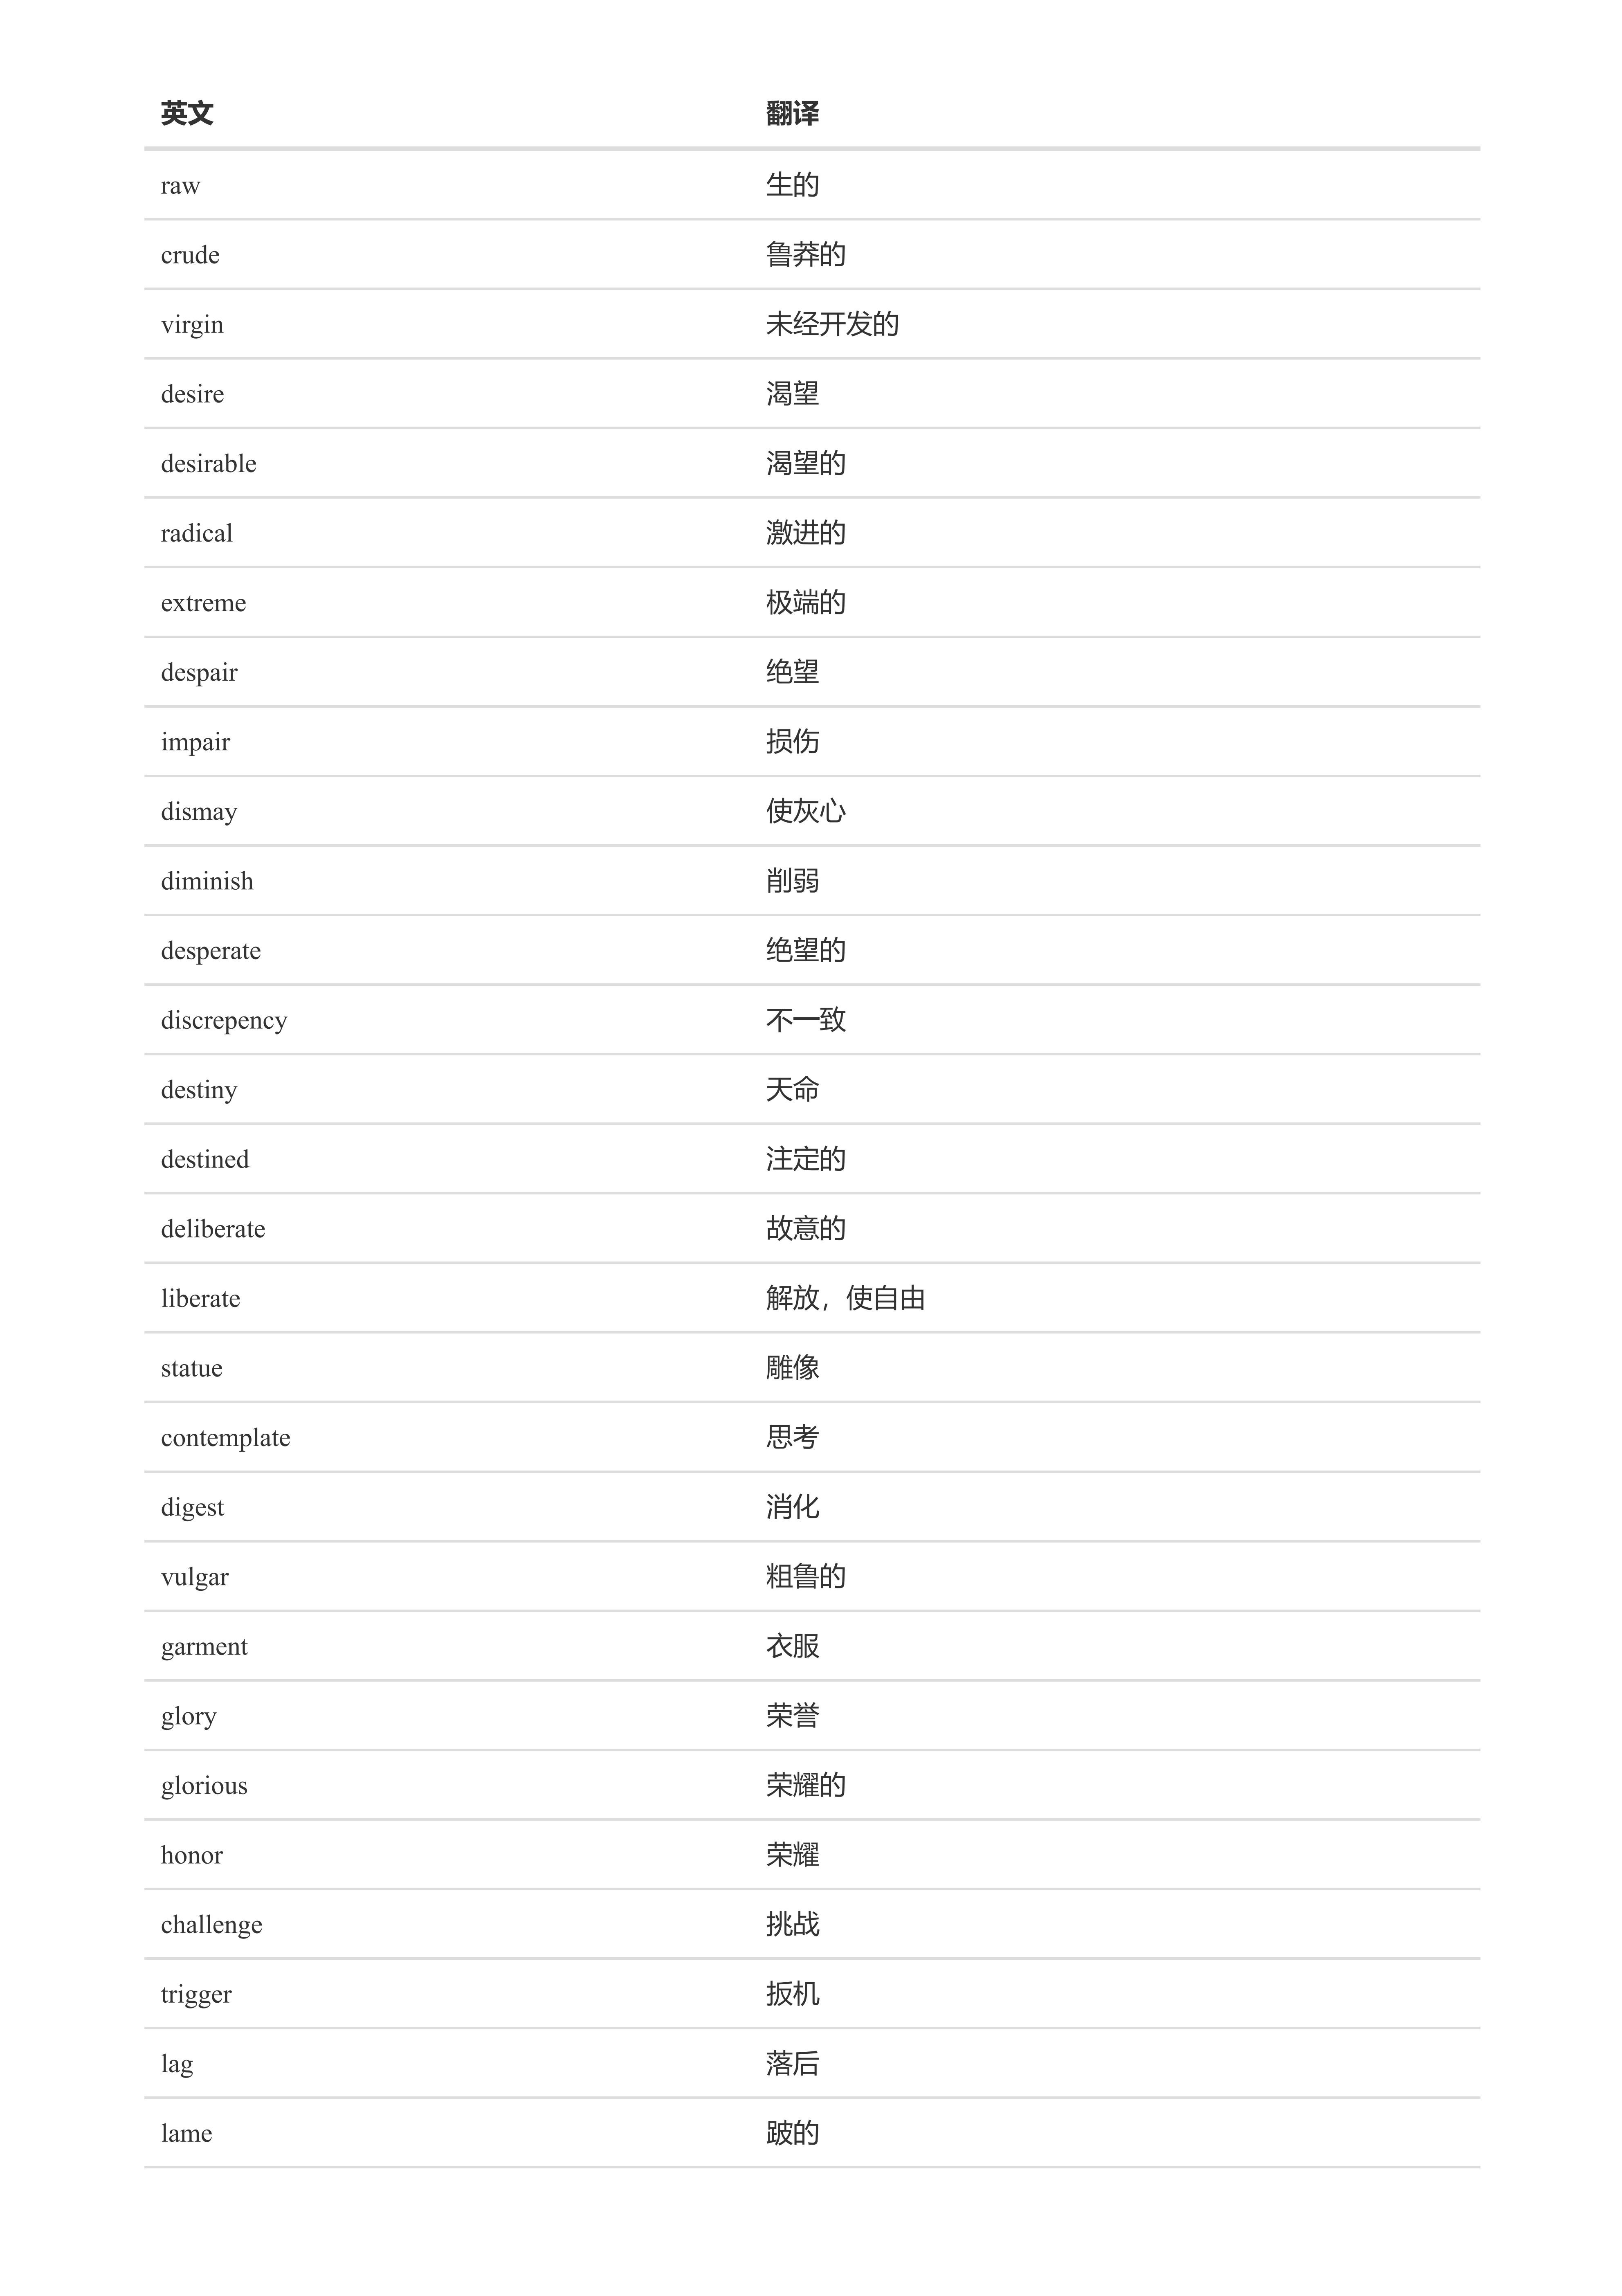 英文 翻译
raw 生的
crude 鲁莽的
virgin 未经开发的
desire 渴望
desirable 渴望的
radical 激进的
extreme 极端的
despair 绝望
impair 损伤
dismay 使灰心
diminish 削弱
desperate 绝望的
discrepency 不一致
destiny 天命
destined 注定的
deliberate 故意的
liberate 解放，使自由
statue 雕像
contemplate 思考
digest 消化
vulgar 粗鲁的
garment 衣服
glory 荣誉
glorious 荣耀的
honor 荣耀
challenge 挑战
trigger 扳机
lag 落后
lame 跛的